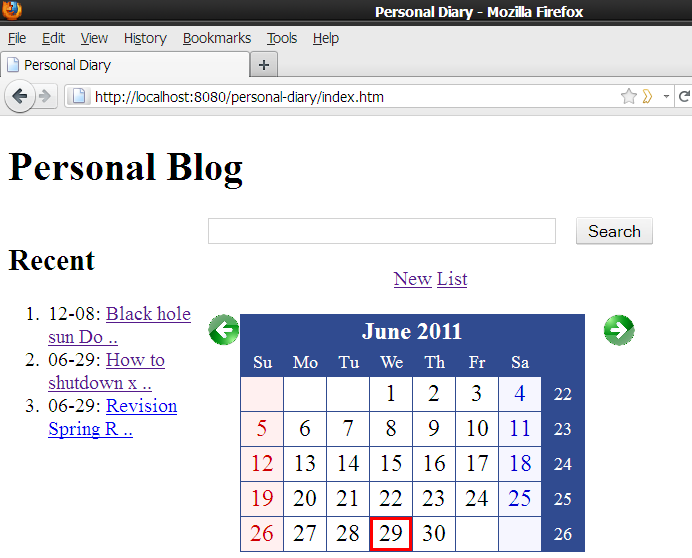 Personal Diary - Mozilla Firefox
File Edit View History Bookmarks Tools Help
Personal Diary
http://localhost:8080/personal-diary/index.htm
Personal Blog
Search
Recent
New List
1. 12-08: Black hole
sun Do ..
2. 06-29: How to
shutdown x ..
3. 06-29: Revision
Spring R ..
June 2011
Su Mo Tu We Th Fr Sa
1 2 3 4 22
5 6 7 8 9 10 11 23
12 13 14 15 16 17 18 24
19 20 21 22 23 24 25 25
26 27 28 29 30 26